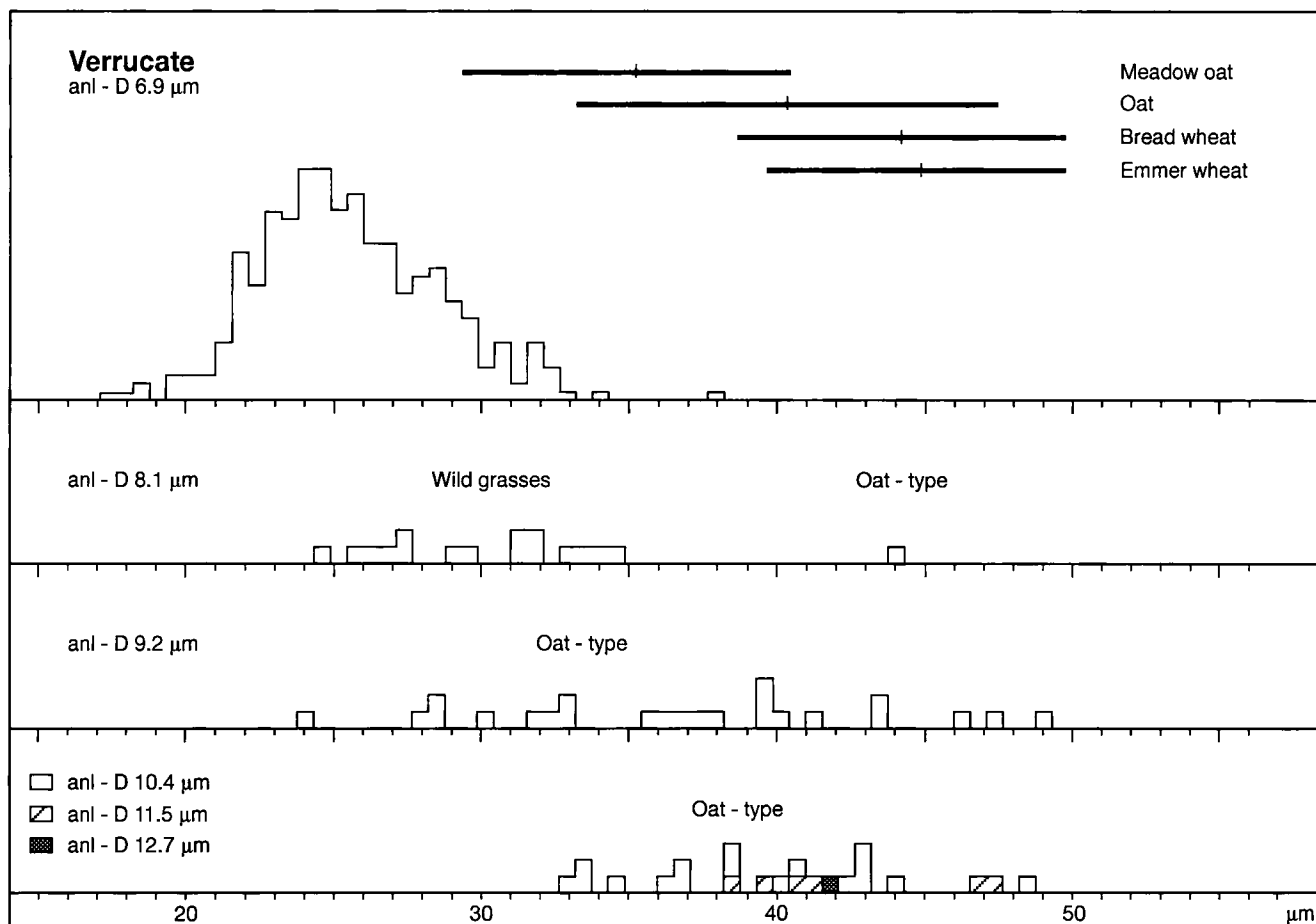 Verrucate
anl - D 6.9 µm
Meadow oat
Oat
Bread wheat
Emmer wheat
anl - D 8.1 µm Wild grasses Oat - type
anl - D 9.2 µm Oat - type
anl - D 10.4 µm
anl - D 11.5 µm
anl - D 12.7 µm
Oat - type
20 30 40 50 µm